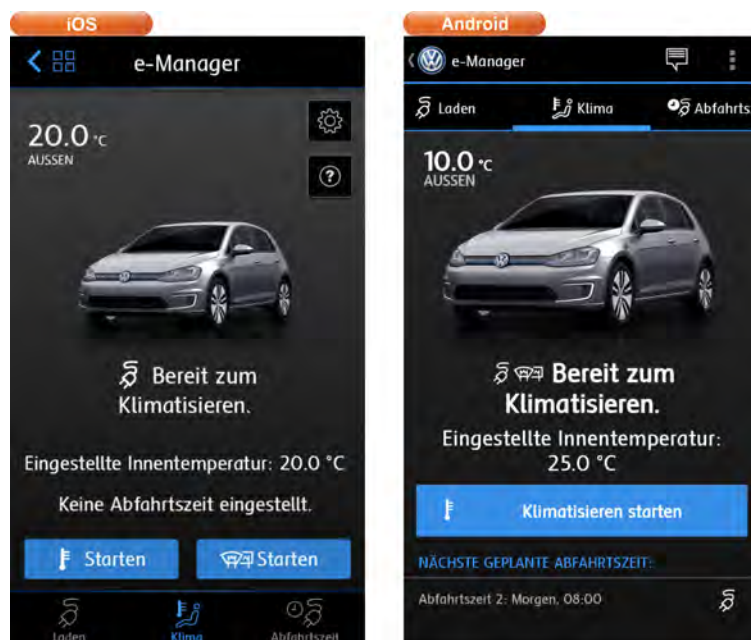 iOS
e-Manager
20.0 °C
AUSSEN
Bereit zum
Klimatisieren.
Eingestellte Innentemperatur: 20.0 °C
Keine Abfahrtszeit eingestellt.
Starten
Starten
Laden
Klima
Abfahrtszeit
Android
e-Manager
Laden
Klima
Abfahrts
10.0 °C
AUSSEN
Bereit zum
Klimatisieren.
Eingestellte Innentemperatur:
25.0 °C
Klimatisieren starten
NÄCHSTE GEPLANTE ABFAHRTSZEIT:
Abfahrtszeit 2: Morgen, 08:00